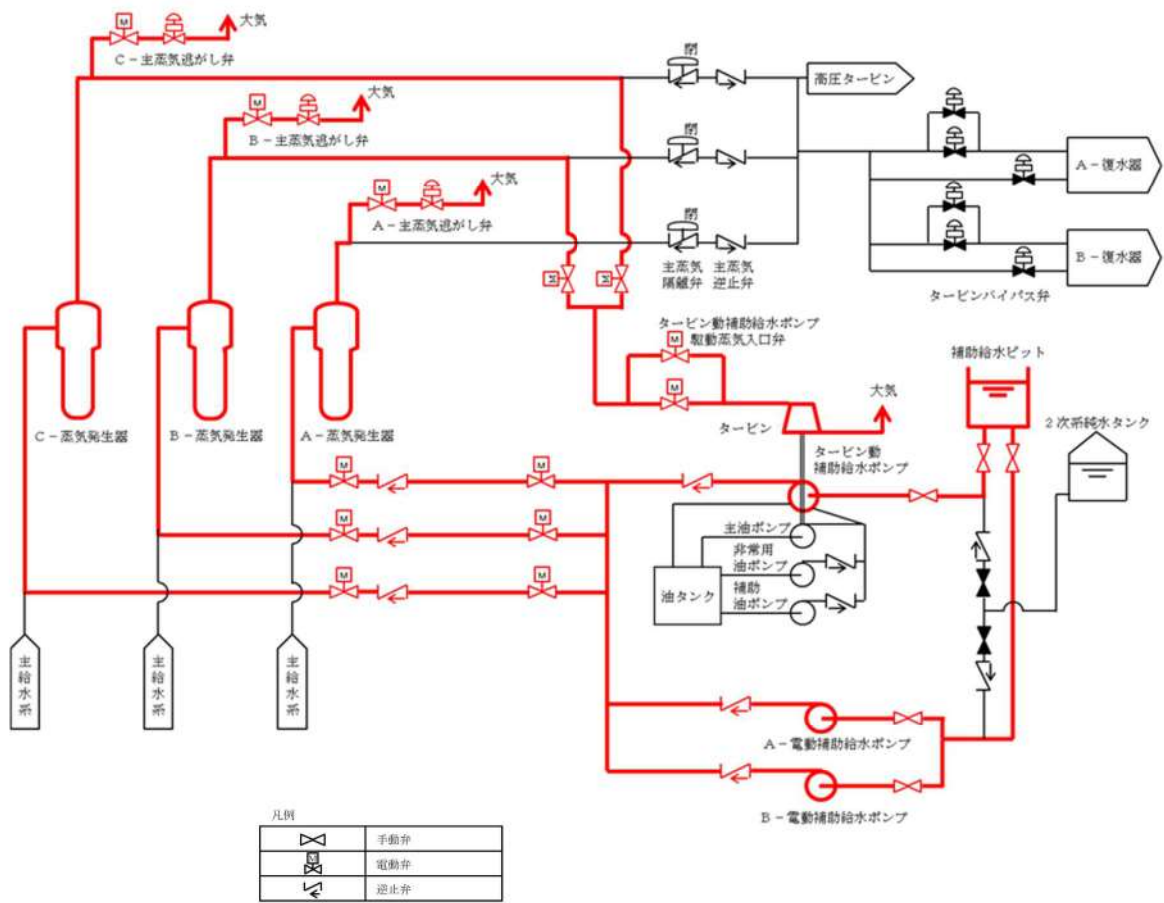 M
大気
C-主蒸気逃がし弁
閉
高圧タービン
M
大気
B-主蒸気逃がし弁
閉
A-復水器
M
大気
A-主蒸気逃がし弁
閉
B-復水器
主蒸気
隔離弁
主蒸気
逆止弁
タービンバイパス弁
M
M
タービン動補助給水ポンプ
駆動蒸気入口弁
M
M
補助給水ピット
大気
タービン
2次系純水タンク
C-蒸気発生器
B-蒸気発生器
A-蒸気発生器
タービン動
補助給水ポンプ
M
M
主油ポンプ
M
M
非常用
油ポンプ
M
M
補助
油ポンプ
油タンク
主給水系
主給水系
主給水系
A-電動補助給水ポンプ
B-電動補助給水ポンプ
凡例
手動弁
M
電動弁
逆止弁